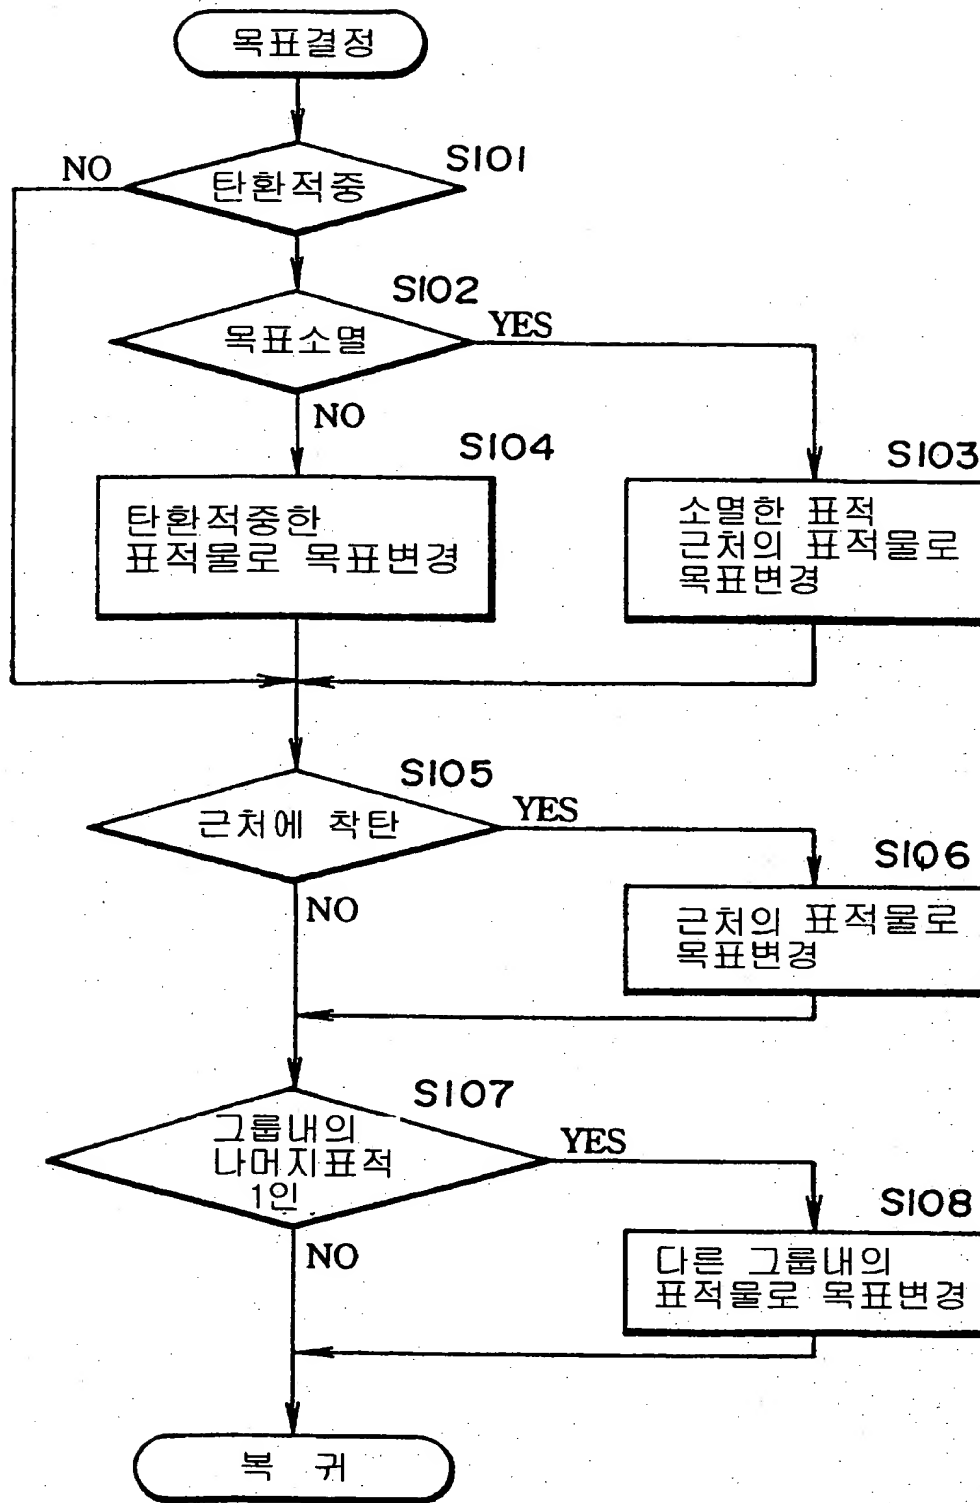 목표결정
S101
NO
탄환적중
S102
목표소멸
YES
NO
S104
S103
탄환적중한
표적물로 목표변경
소멸한 표적
근처의 표적물로
목표변경
S105
근처에 착탄
YES
NO
S106
근처의 표적물로
목표변경
S107
그룹내의
나머지표적
1인
YES
NO
S108
다른 그룹내의
표적물로 목표변경
복 귀